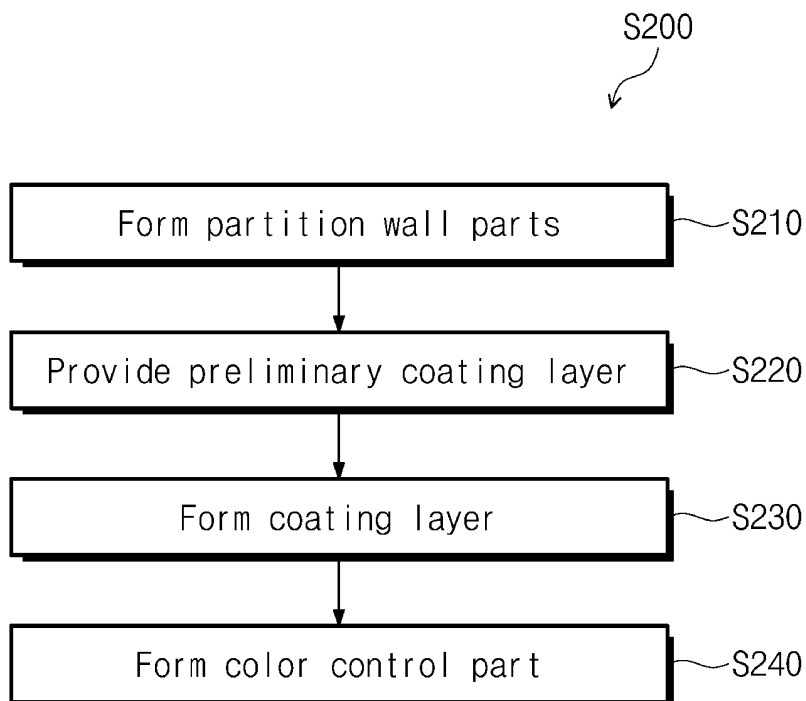 S200
Form partition wall parts
S210
Provide preliminary coating layer
S220
Form coating layer
S230
Form color control part
S240